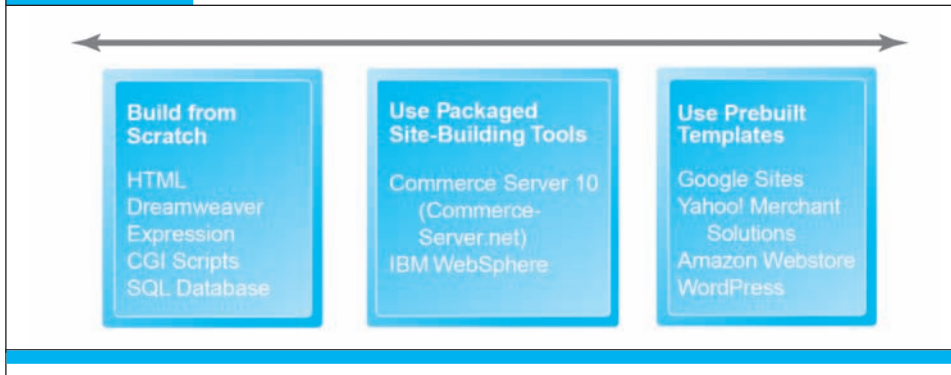 Build from
Scratch
HTML
Dreamweaver
Expression
CGI Scripts
SQL Database
Use Packaged
Site-Building Tools
Commerce Server 10
(Commerce-
Server.net)
IBM WebSphere
Use Prebuilt
Templates
Google Sites
Yahoo! Merchant
Solutions
Amazon Webstore
WordPress